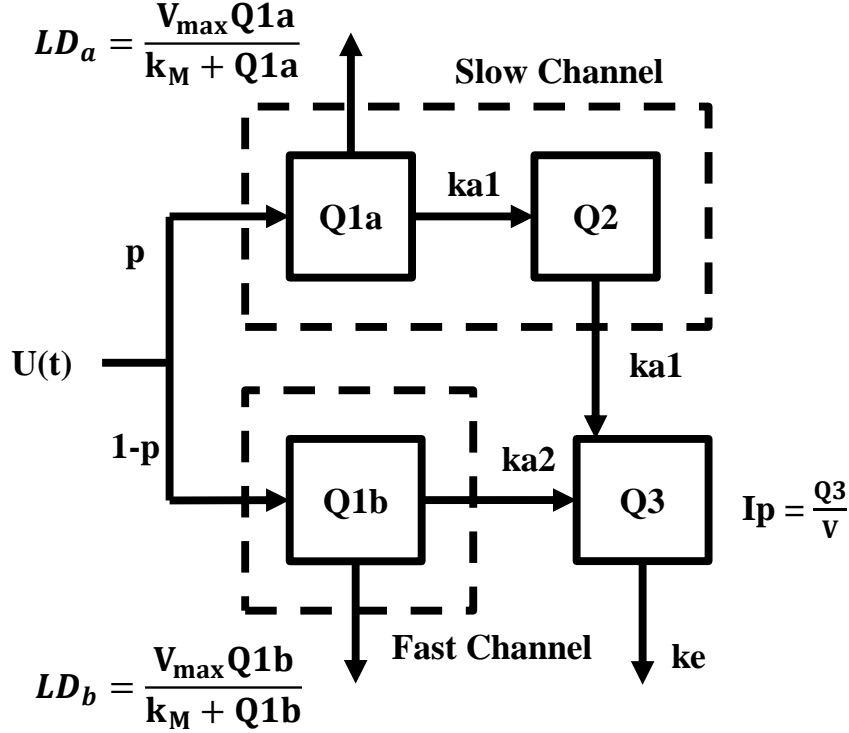 LD_a = V_max Q1a / k_M + Q1a
Slow Channel
Q1a
ka1
Q2
p
U(t)
ka1
1-p
Q1b
ka2
Q3
Ip = Q3 / V
LD_b = V_max Q1b / k_M + Q1b
Fast Channel
ke